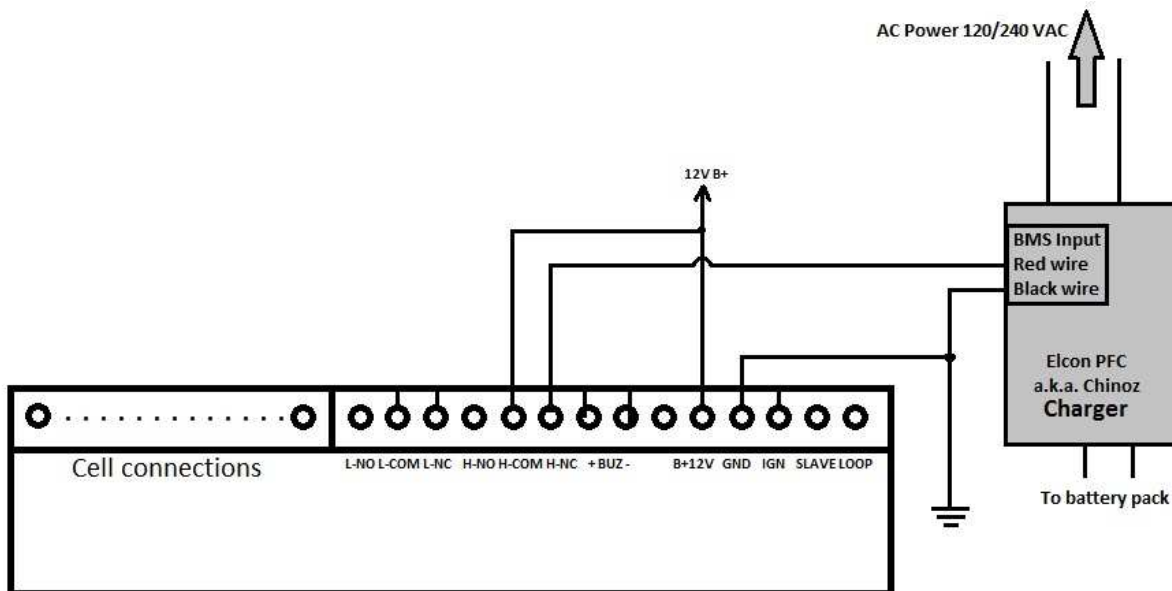 AC Power 120/240 VAC
12V B+
BMS Input
Red wire
Black wire
Elcon PFC
a.k.a. Chinoz
Charger
Cell connections
L-NO L-COM L-NC H-NO H-COM H-NC + BUZ - B+12V GND IGN SLAVE LOOP
To battery pack